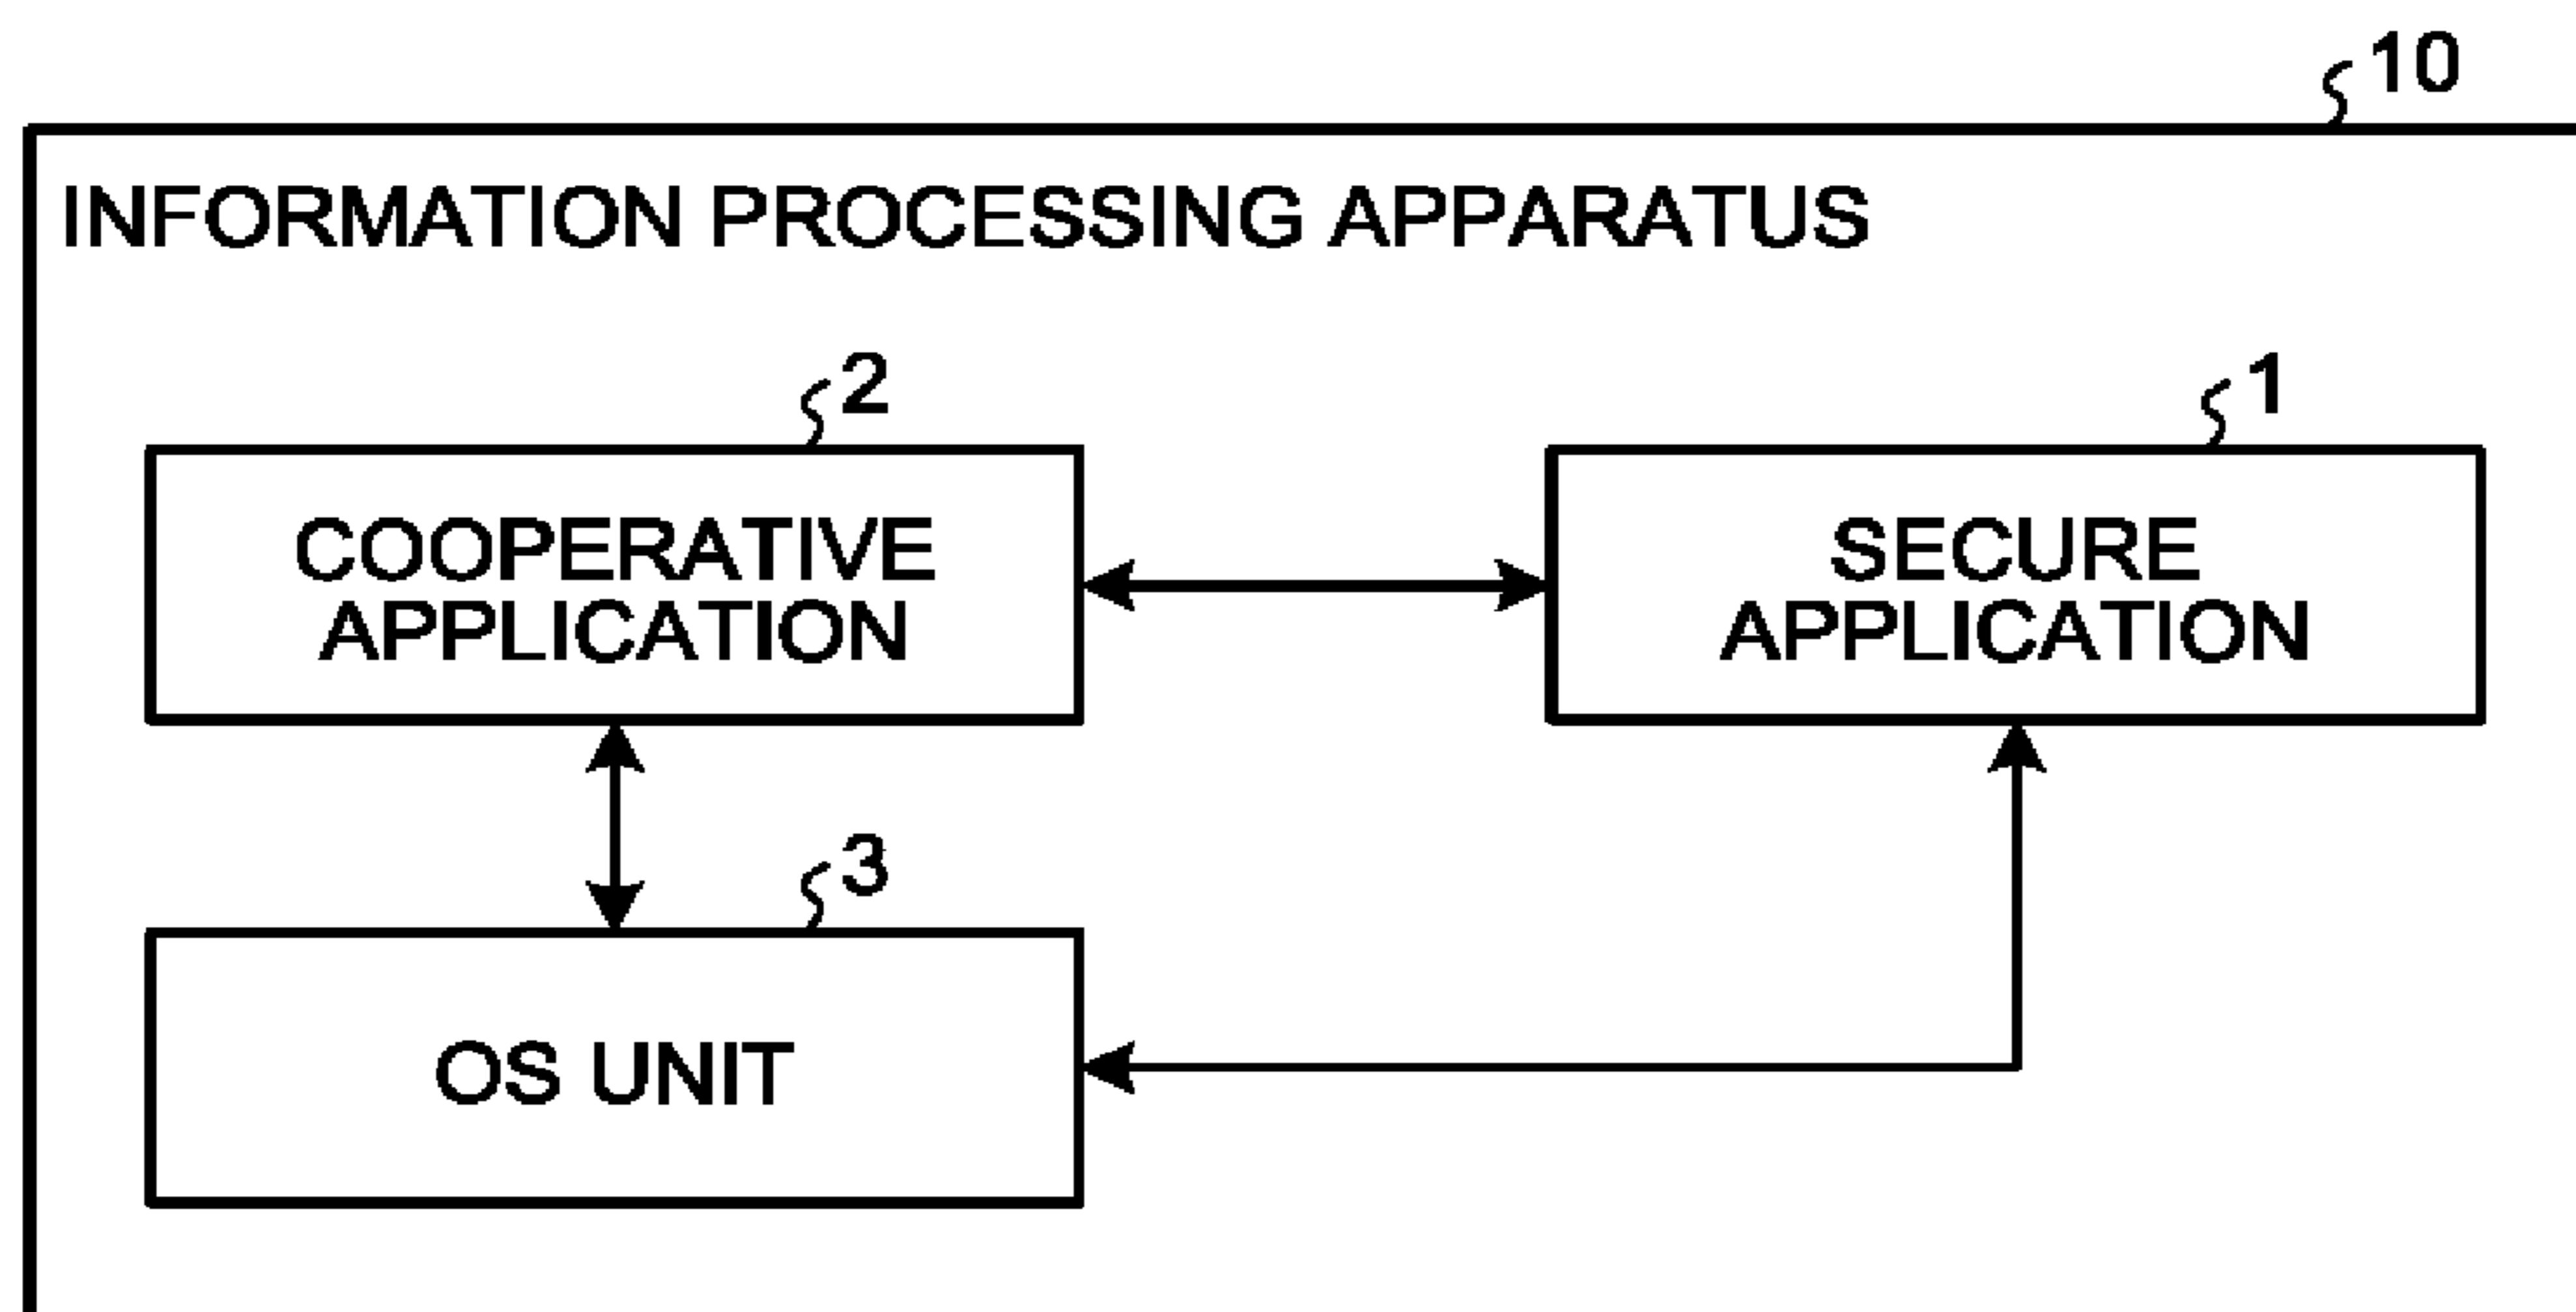 10
INFORMATION PROCESSING APPARATUS
2
COOPERATIVE
APPLICATION
1
SECURE
APPLICATION
3
OS UNIT